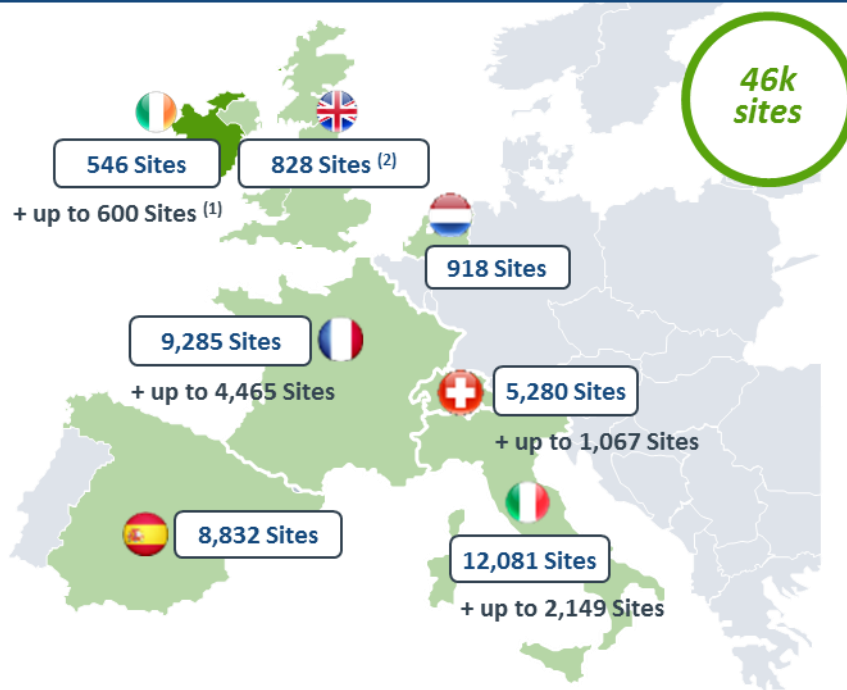 46k
sites
546 Sites
828 Sites (2)
+ up to 600 Sites (1)
918 Sites
9,285 Sites
+ up to 4,465 Sites
5,280 Sites
+ up to 1,067 Sites
8,832 Sites
12,081 Sites
+ up to 2,149 Sites